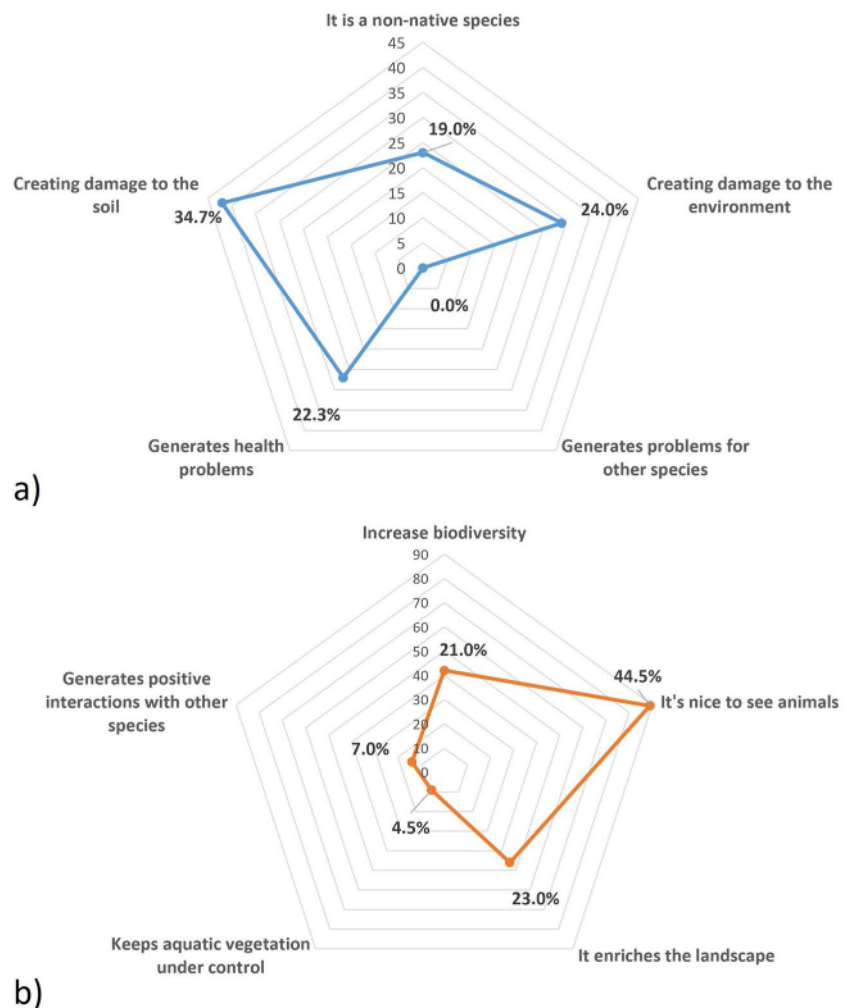 It is a non-native species
45
40
35
30
25
20
15
10
5
0
19.0%
Creating damage to the
environment
24.0%
0.0%
Generates problems for
other species
22.3%
Generates health
problems
Creating damage to the
soil
34.7%
a)
Increase biodiversity
90
80
70
60
50
40
30
20
10
0
21.0%
44.5%
It's nice to see animals
23.0%
It enriches the landscape
4.5%
Keeps aquatic vegetation
under control
7.0%
Generates positive
interactions with other
species
b)